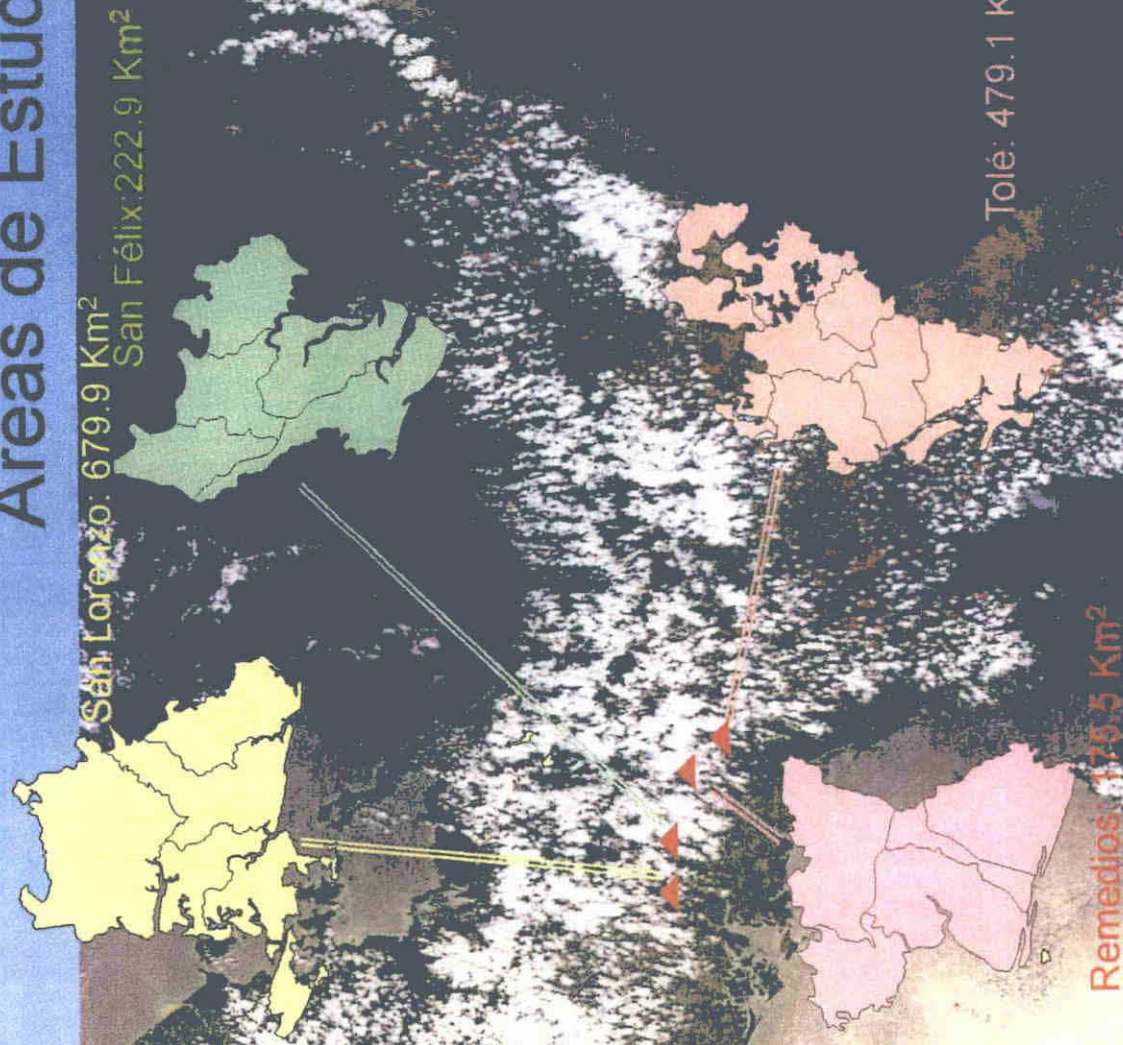 Areas de Estud
San Lorenzo: 679.9 Km²
San Félix:222.9 Km²
Remedios: 175.5 Km²
Tolé: 479.1 K